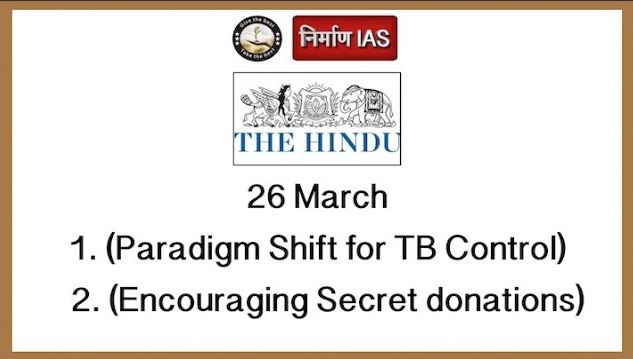 Give the best
Take the best
निर्माण IAS
THE HINDU
26 March
1. (Paradigm Shift for TB Control)
2. (Encouraging Secret donations)